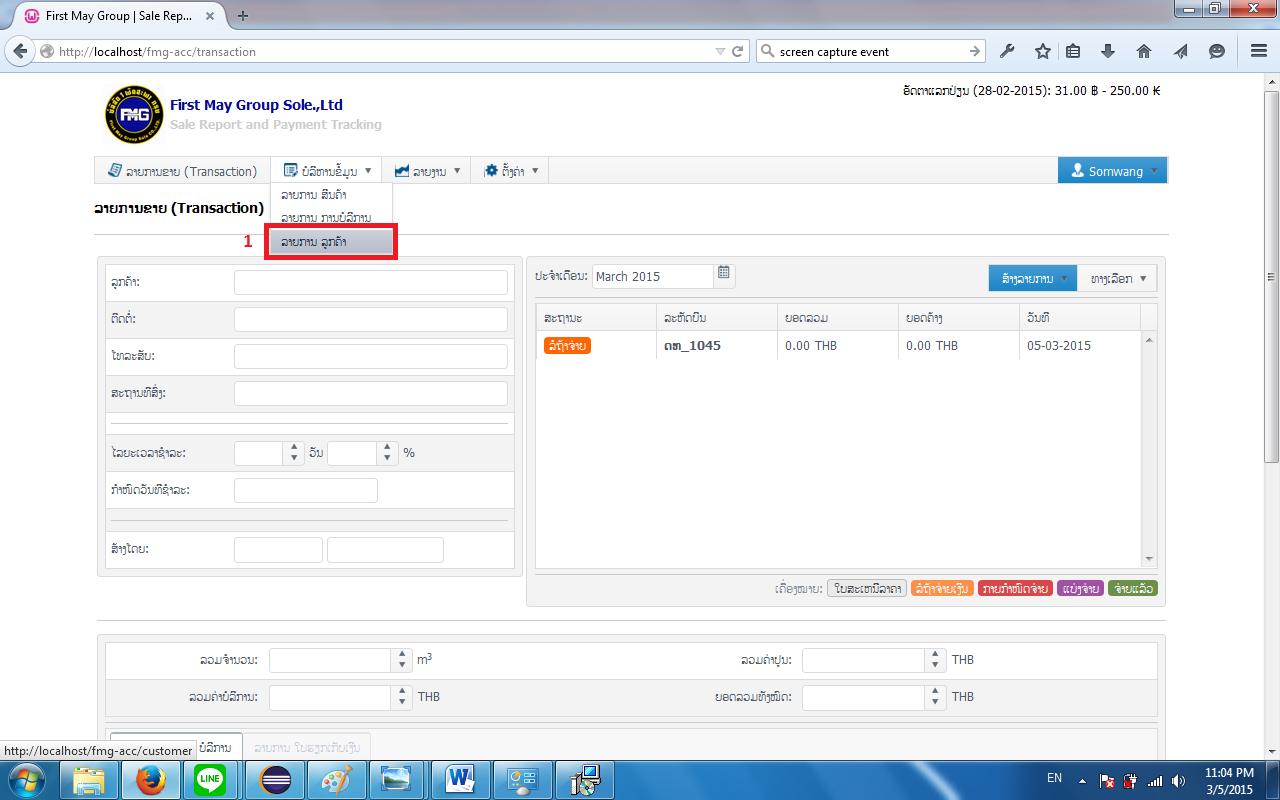 First May Group | Sale Rep...
http://localhost/fmg-acc/transaction
screen capture event
First May Group Sole.,Ltd
Sale Report and Payment Tracking
ອັດຕາແລກປ່ຽນ (28-02-2015): 31.00 ฿ - 250.00 ₭
FMG
ລາຍການຂາຍ (Transaction) ບໍລິຫານຂໍ້ມູນ ລາຍງານ ຕັ້ງຄ່າ Somwang
ລາຍການ ສິນຄ້າ
ລາຍການຂາຍ (Transaction)
ລາຍການ ການບໍລິການ
1 ລາຍການ ລູກຄ້າ
ລູກຄ້າ:
ຕິດຕໍ່:
ໂທລະສັບ:
ສະຖານທີ່ສົ່ງ:
ໄລຍະເວລາຊໍາລະ: ວັນ %
ກໍາໜົດວັນທີຊໍາລະ:
ສ້າງໂດຍ:
ປະຈໍາເດືອນ: March 2015 ສ້າງລາຍການ ທາງເລືອກ
ສະຖານະ ລະຫັດບິນ ຍອດລວມ ຍອດຄ້າງ ວັນທີ
ລໍຖ້າຈ່າຍ ດຫ_1045 0.00 THB 0.00 THB 05-03-2015
ເຄື່ອງໝາຍ: ໃບສະເຫນີລາຄາ ລໍຖ້າຈ່າຍເງິນ ກາຍກໍາໜົດຈ່າຍ ແບ່ງຈ່າຍ ຈ່າຍແລ້ວ
ລວມຈໍານວນ: m³ ລວມຄ່າປູນ: THB
ລວມຄ່າບໍລິການ: THB ຍອດລວມທັງໝົດ: THB
http://localhost/fmg-acc/customer ບໍລິການ ລາຍການ ໃບຮຽກເກັບເງິນ
LINE
EN
11:04 PM
3/5/2015